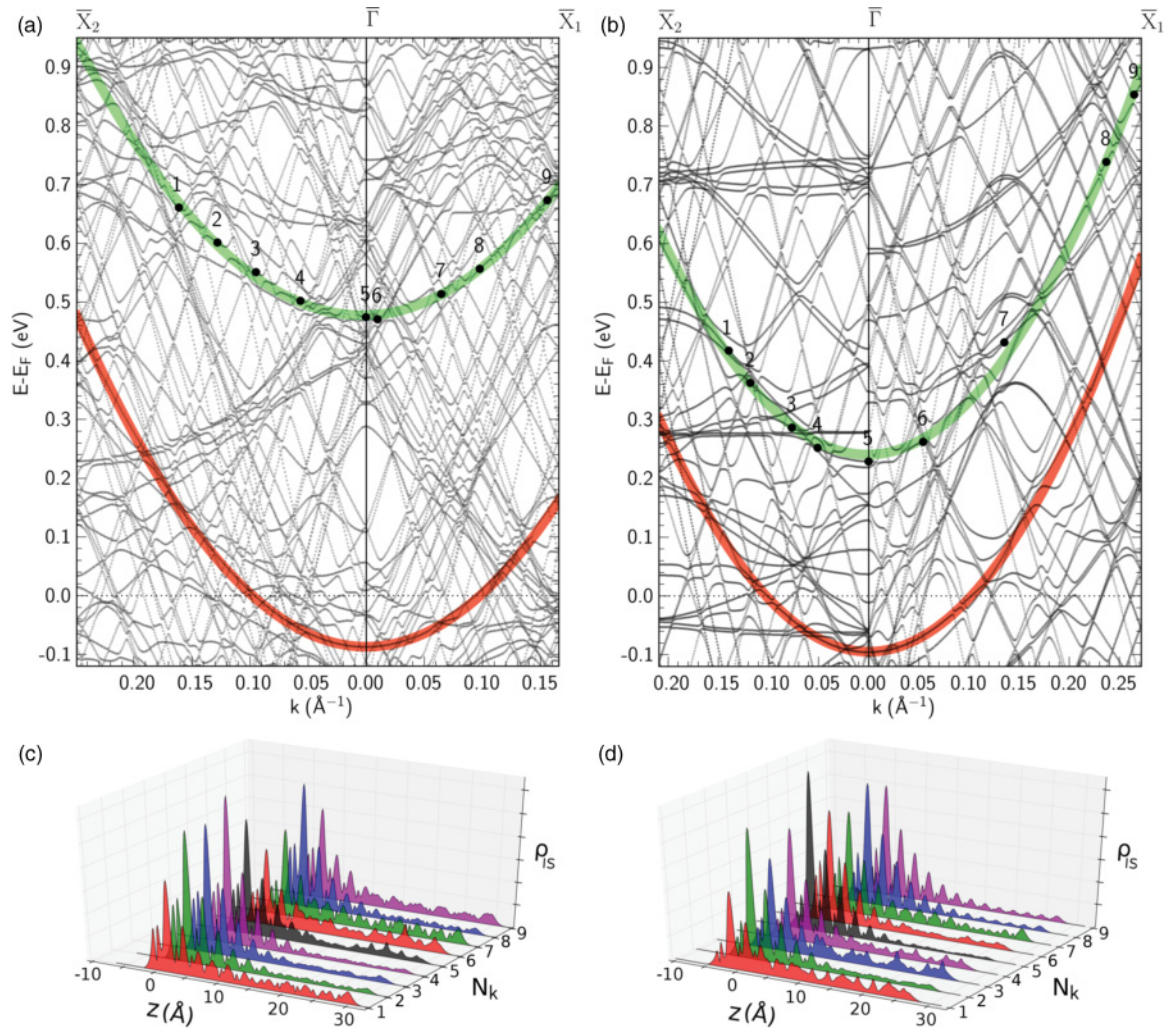 (a)
X̅₂ Γ̅ X̅₁
0.9
0.8
0.7
0.6
0.5
0.4
0.3
0.2
0.1
0.0
-0.1
E-E_F (eV)
1 2 3 4 5 6 7 8 9
0.20 0.15 0.10 0.05 0.00 0.05 0.10 0.15
k (Å⁻¹)
(b)
X̅₂ Γ̅ X̅₁
0.9
0.8
0.7
0.6
0.5
0.4
0.3
0.2
0.1
0.0
-0.1
E-E_F (eV)
1 2 3 4 5 6 7 8 9
0.20 0.15 0.10 0.05 0.00 0.05 0.10 0.15 0.20 0.25
k (Å⁻¹)
(c)
ρ_IS
-10 0 10 20 30
z(Å)
1 2 3 4 5 6 7 8 9
N_k
(d)
ρ_IS
-10 0 10 20 30
z(Å)
1 2 3 4 5 6 7 8 9
N_k